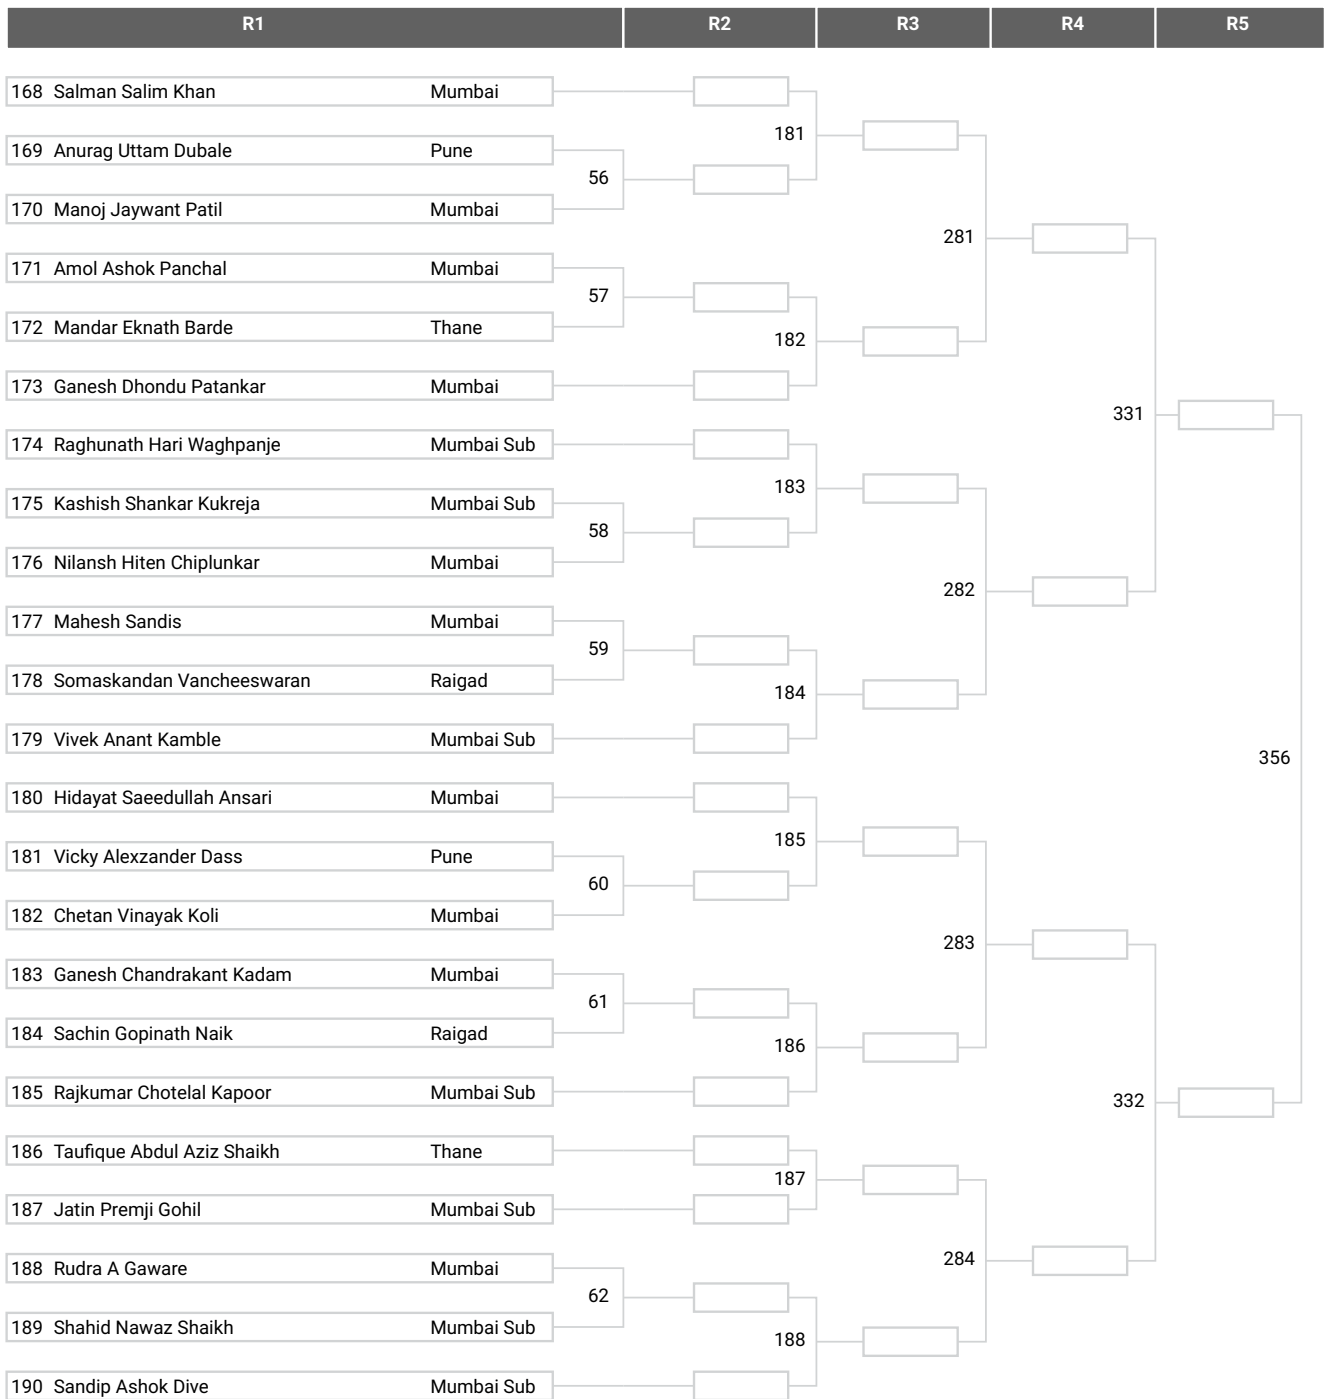 R1 R2 R3 R4 R5
168 Salman Salim Khan Mumbai
181
169 Anurag Uttam Dubale Pune
56
170 Manoj Jaywant Patil Mumbai
281
171 Amol Ashok Panchal Mumbai
57
172 Mandar Eknath Barde Thane
182
173 Ganesh Dhondu Patankar Mumbai
331
174 Raghunath Hari Waghpanje Mumbai Sub
183
175 Kashish Shankar Kukreja Mumbai Sub
58
176 Nilansh Hiten Chiplunkar Mumbai
282
177 Mahesh Sandis Mumbai
59
178 Somaskandan Vancheeswaran Raigad
184
179 Vivek Anant Kamble Mumbai Sub
356
180 Hidayat Saeedullah Ansari Mumbai
185
181 Vicky Alexzander Dass Pune
60
182 Chetan Vinayak Koli Mumbai
283
183 Ganesh Chandrakant Kadam Mumbai
61
184 Sachin Gopinath Naik Raigad
186
185 Rajkumar Chotelal Kapoor Mumbai Sub
332
186 Taufique Abdul Aziz Shaikh Thane
187
187 Jatin Premji Gohil Mumbai Sub
284
188 Rudra A Gaware Mumbai
62
189 Shahid Nawaz Shaikh Mumbai Sub
188
190 Sandip Ashok Dive Mumbai Sub